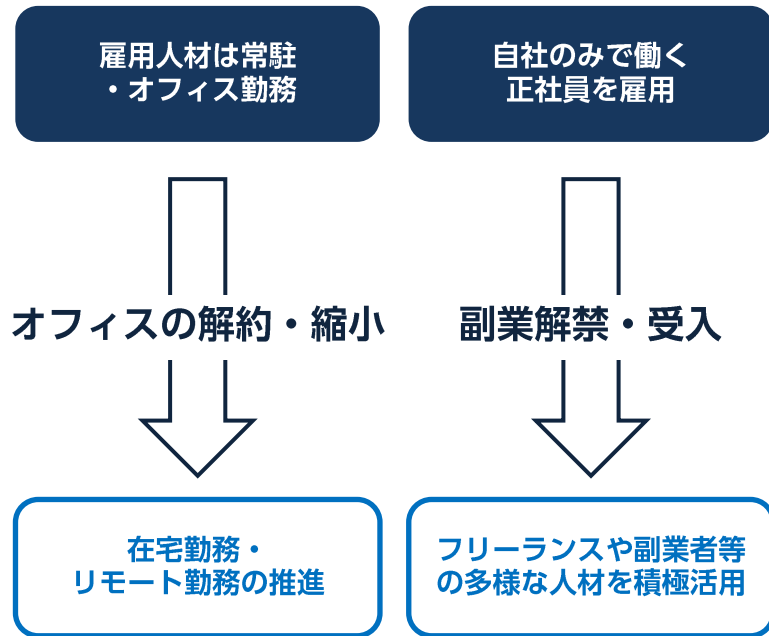 雇用人材は常駐
・オフィス勤務
自社のみで働く
正社員を雇用
オフィスの解約・縮小
副業解禁・受入
在宅勤務・
リモート勤務の推進
フリーランスや副業者等
の多様な人材を積極活用